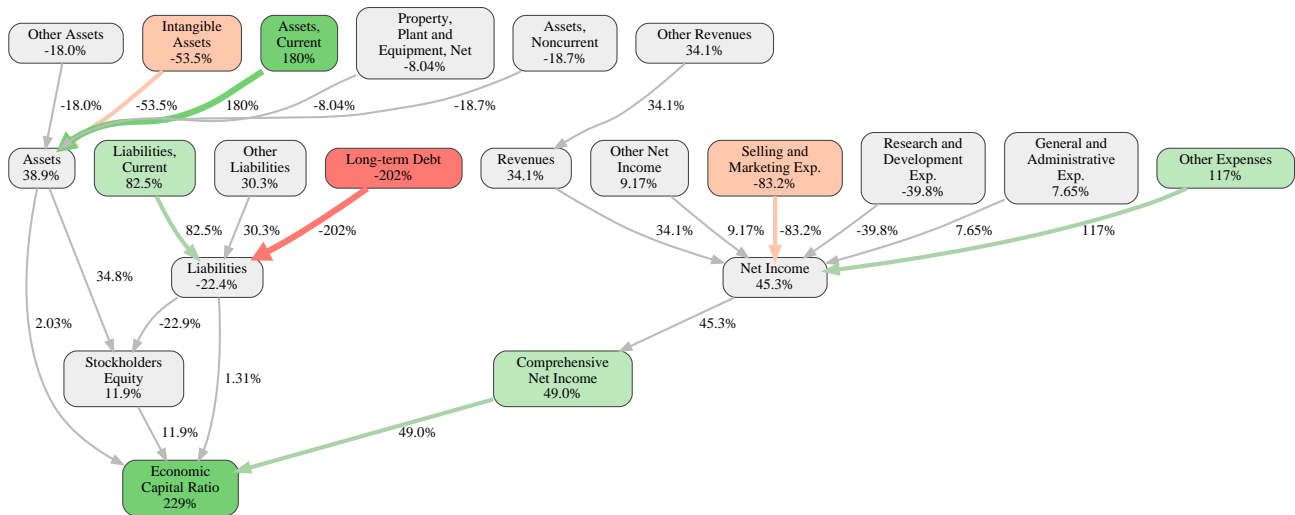 Other Assets
-18.0%
Intangible
Assets
-53.5%
Assets,
Current
180%
Property,
Plant and
Equipment, Net
-8.04%
Assets,
Noncurrent
-18.7%
Other Revenues
34.1%
-18.0%
-53.5%
180%
-8.04%
-18.7%
34.1%
Assets
38.9%
Liabilities,
Current
82.5%
Other
Liabilities
30.3%
Long-term Debt
-202%
Revenues
34.1%
Other Net
Income
9.17%
Selling and
Marketing Exp.
-83.2%
Research and
Development
Exp.
-39.8%
General and
Administrative
Exp.
7.65%
Other Expenses
117%
82.5%
30.3%
-202%
34.1%
9.17%
-83.2%
-39.8%
7.65%
117%
Liabilities
-22.4%
Net Income
45.3%
34.8%
2.03%
-22.9%
45.3%
Stockholders
Equity
11.9%
1.31%
Comprehensive
Net Income
49.0%
11.9%
49.0%
Economic
Capital Ratio
229%